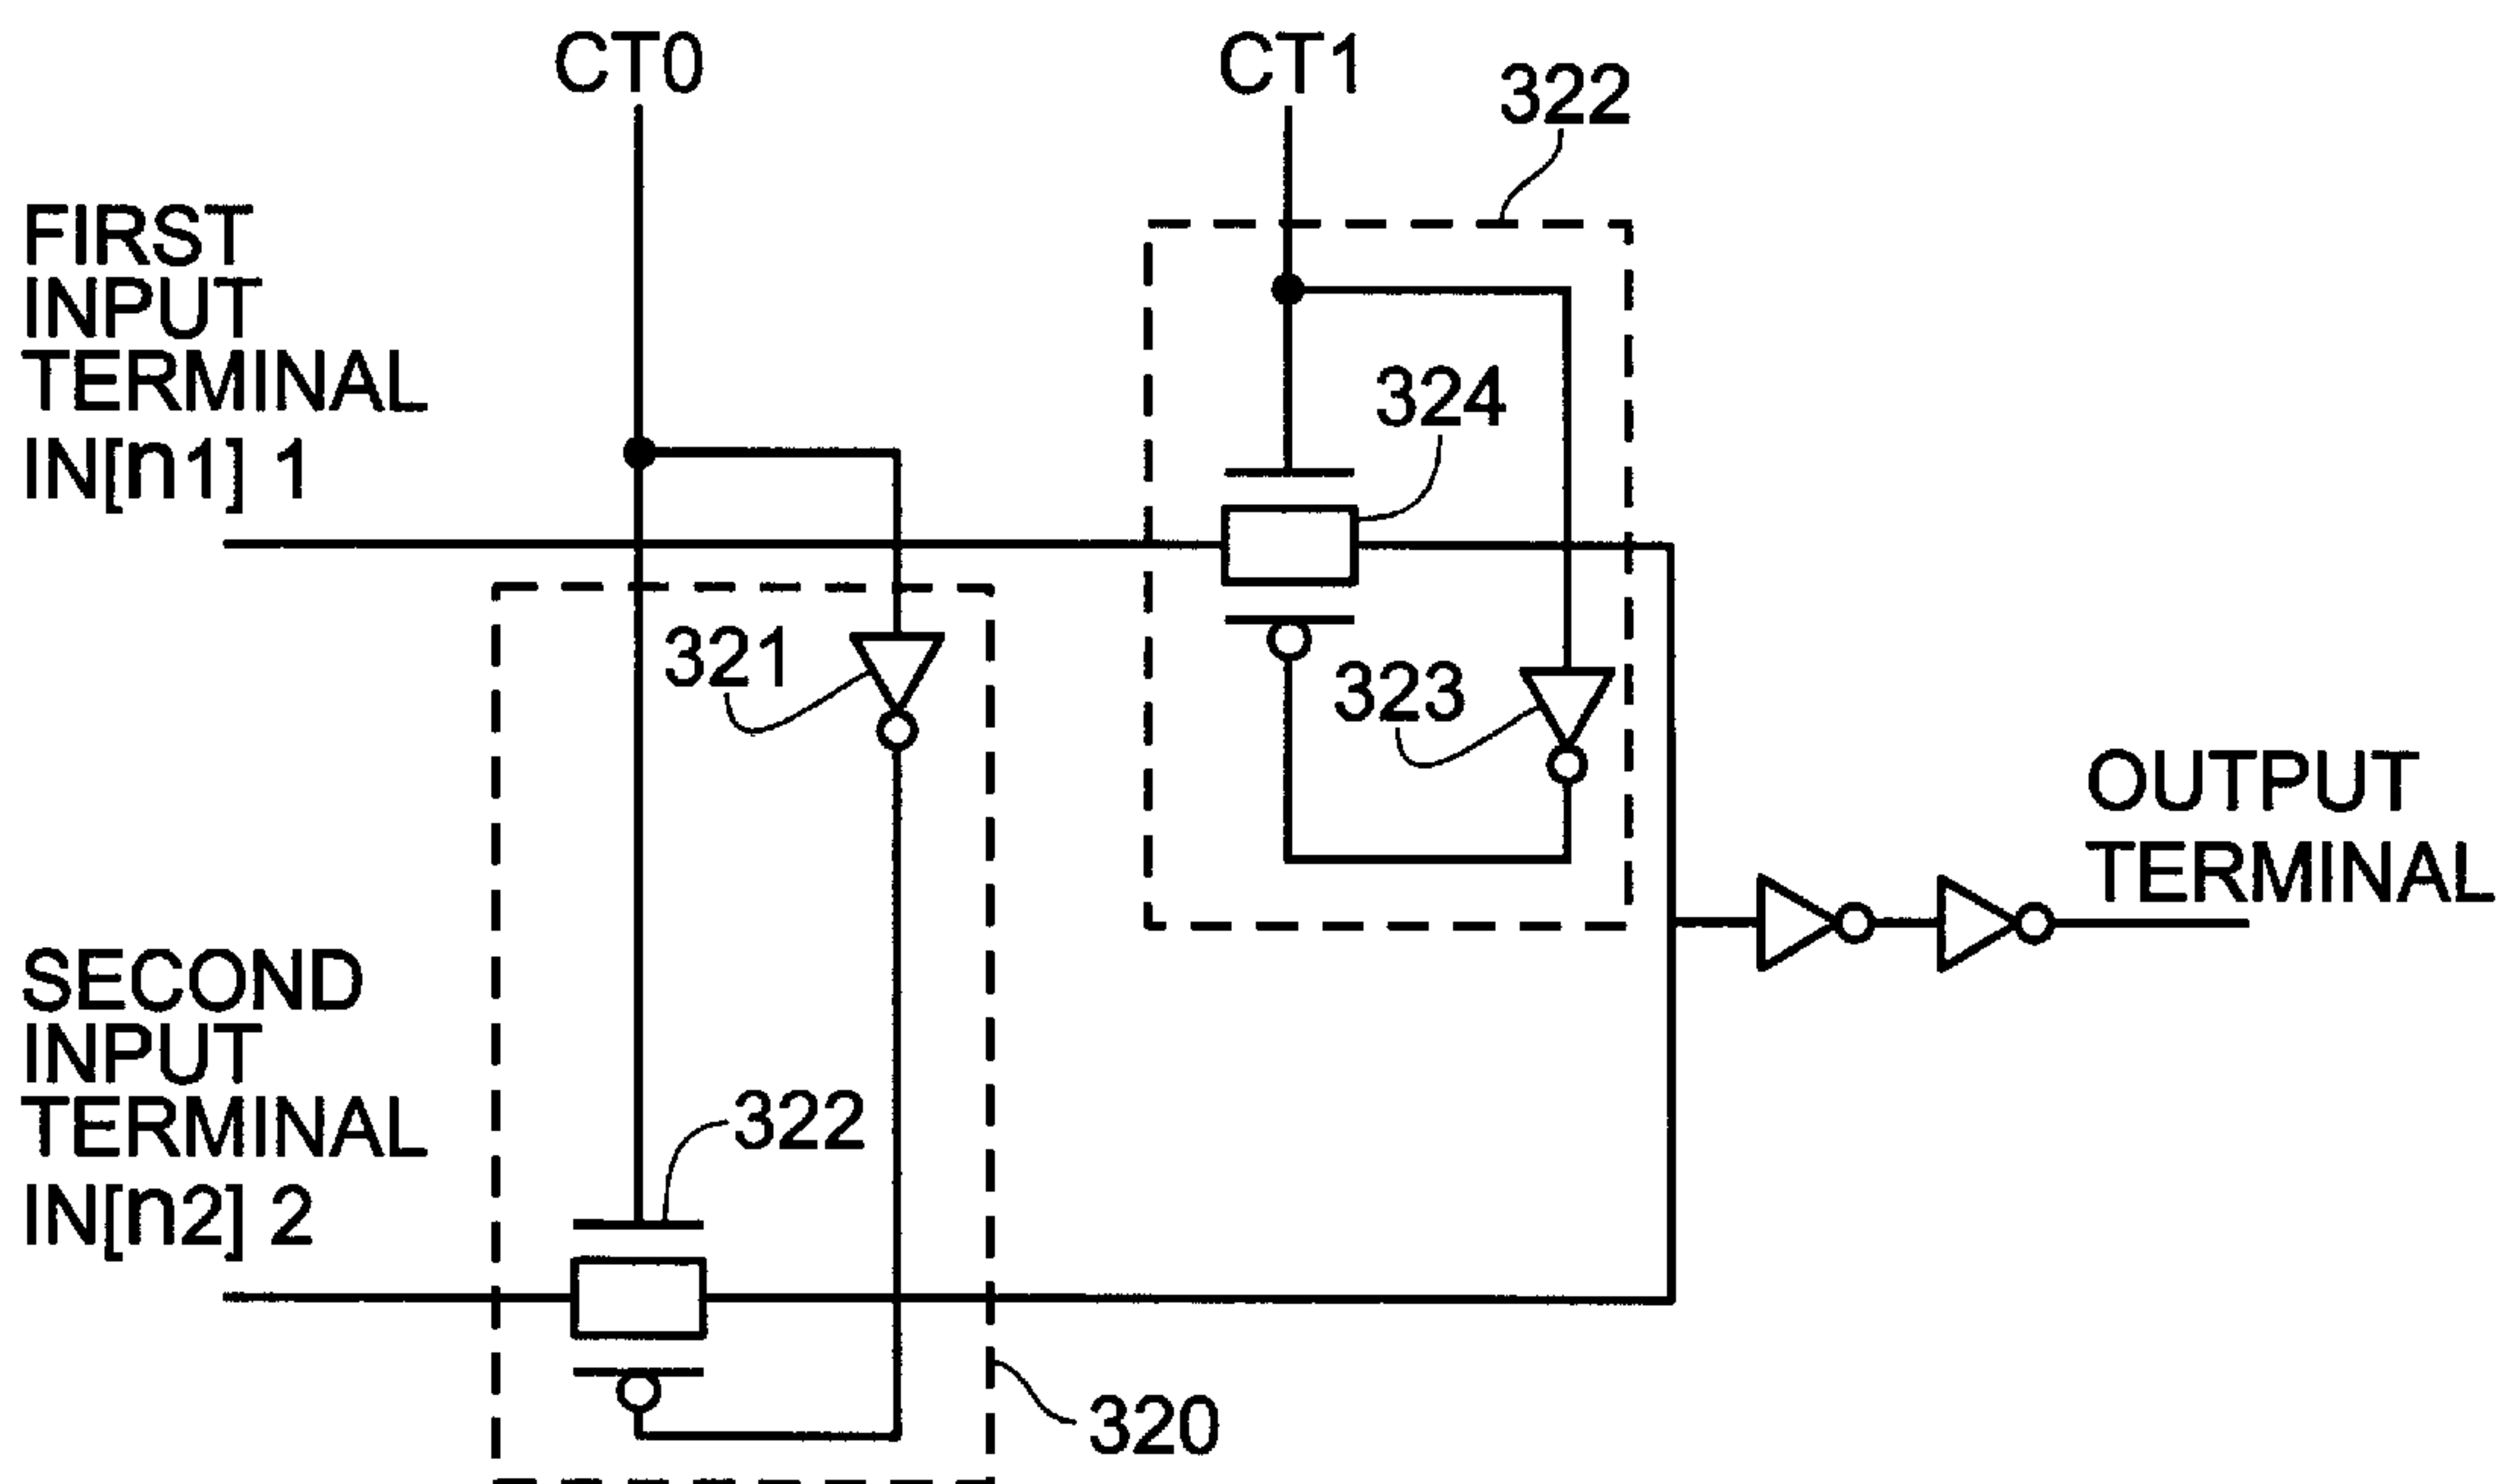 CT0
CT1
322
FIRST
INPUT
TERMINAL
IN[n1] 1
324
321
323
OUTPUT
TERMINAL
SECOND
INPUT
TERMINAL
IN[n2] 2
322
320